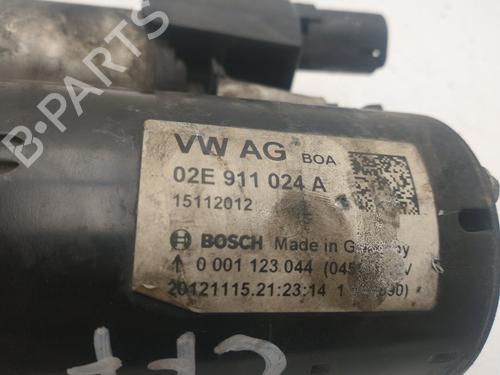 VW AG BOA
02E 911 024 A
15112012
BOSCH Made in
0 001 123 044
20121115.21:23:14 1
B-PARTS